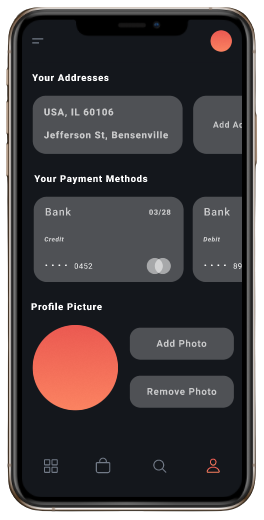 Your Addresses
USA, IL 60106
Jefferson St, Bensenville
Add
Your Payment Methods
Bank 03/28
Credit
•••• 0452
Bank
Debit
•••• 89
Profile Picture
Add Photo
Remove Photo